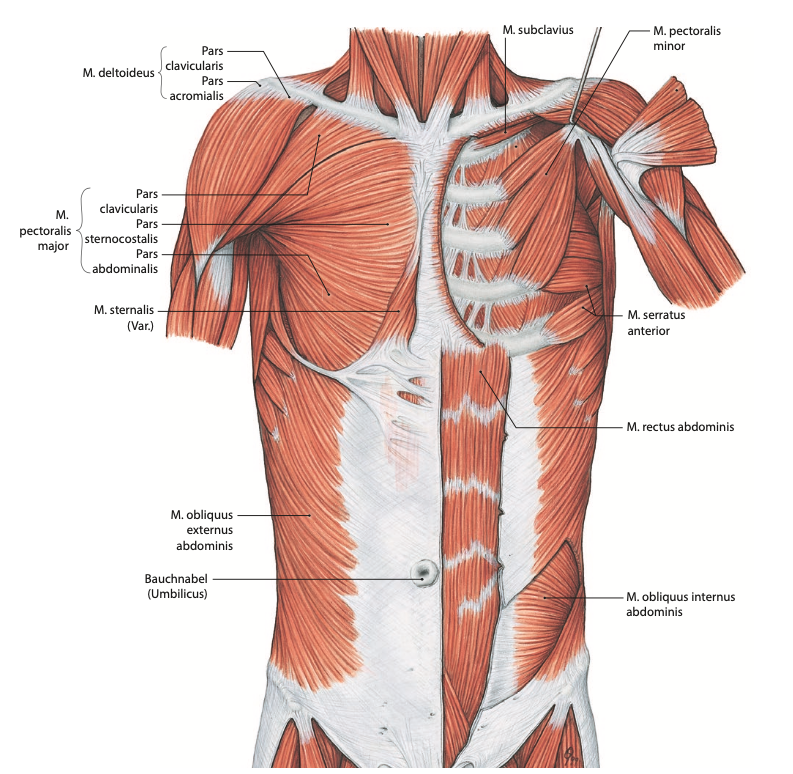 M. subclavius
M. pectoralis
minor
M. deltoideus
Pars
clavicularis
Pars
acromialis
M.
pectoralis
major
Pars
clavicularis
Pars
sternocostalis
Pars
abdominalis
M. sternalis
(Var.)
M. serratus
anterior
M. rectus abdominis
M. obliquus
externus
abdominis
Bauchnabel
(Umbilicus)
M. obliquus internus
abdominis